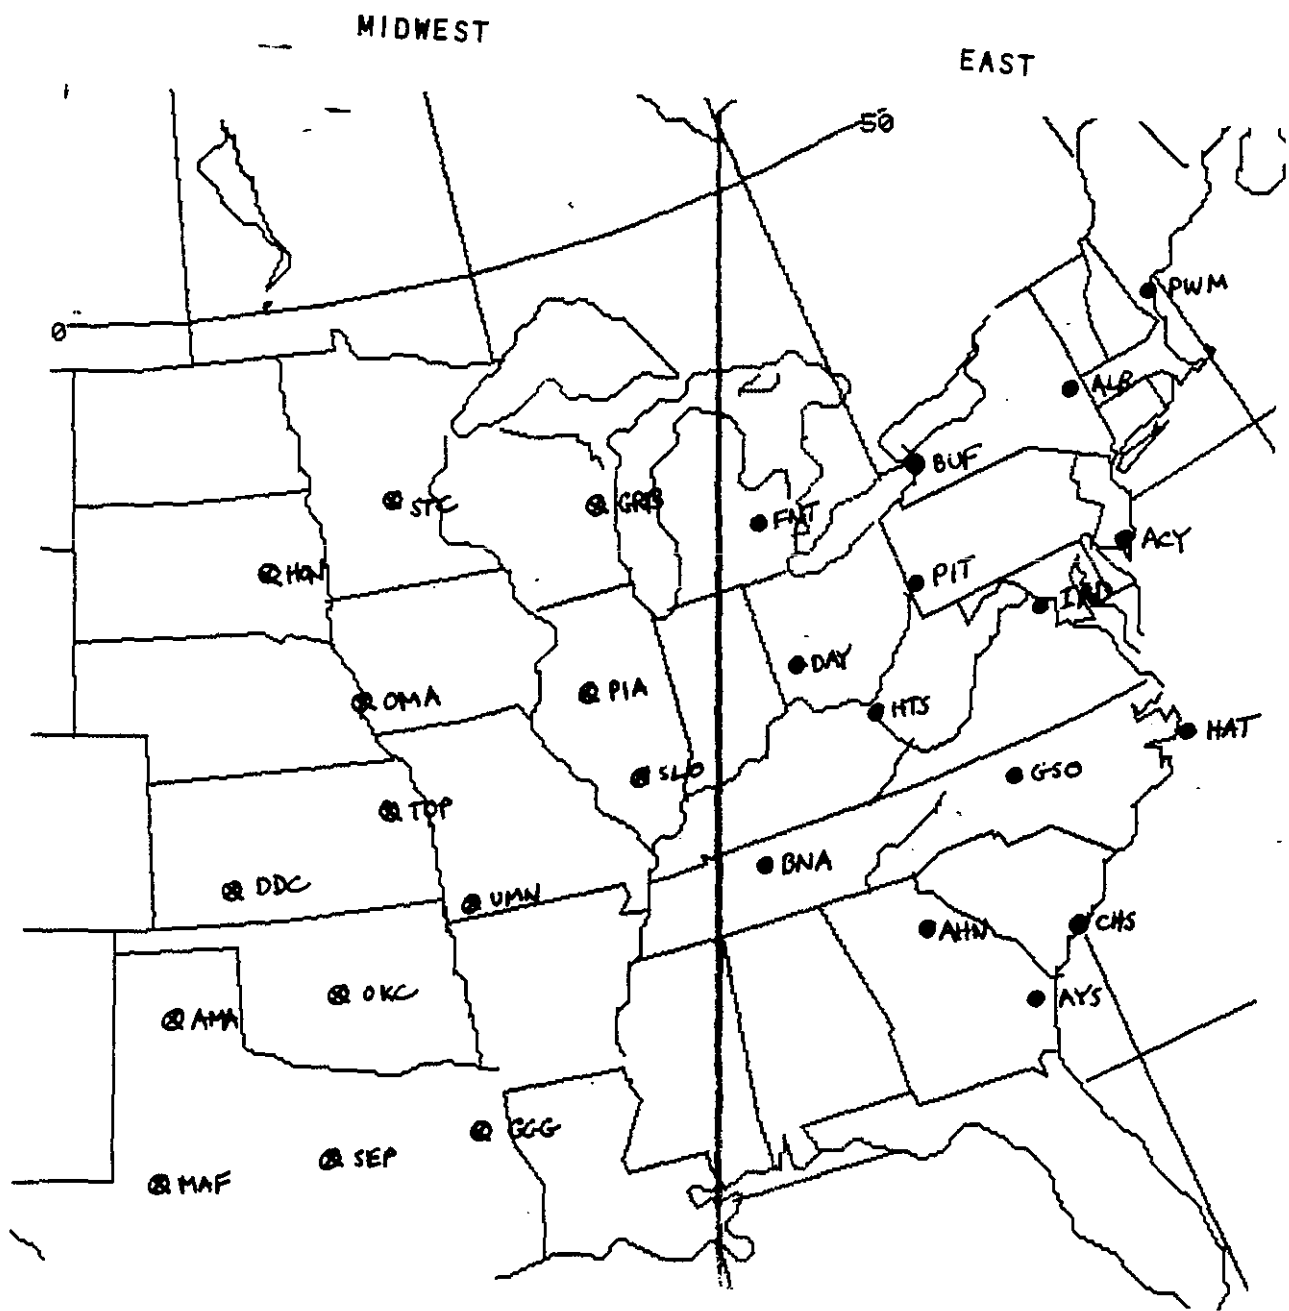 MIDWEST
EAST
50
PWM
0
ALB
BUF
STC
GRB
FNT
ACY
HON
PIT
IAD
DAY
OMA
PIA
HTS
HAT
SLO
GSO
TOP
BNA
DDC
UMN
AHN
CHS
OKC
AYS
AMA
GGG
SEP
MAF